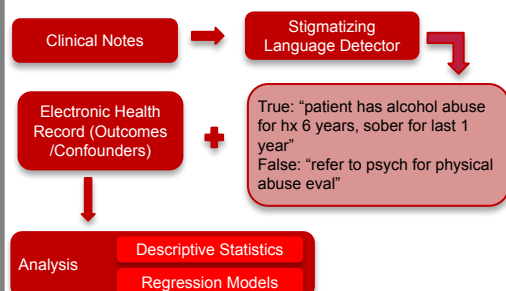 Clinical Notes
Stigmatizing
Language Detector
Electronic Health
Record (Outcomes
/Confounders)
True: “patient has alcohol abuse
for hx 6 years, sober for last 1
year”
False: “refer to psych for physical
abuse eval”
Analysis
Descriptive Statistics
Regression Models